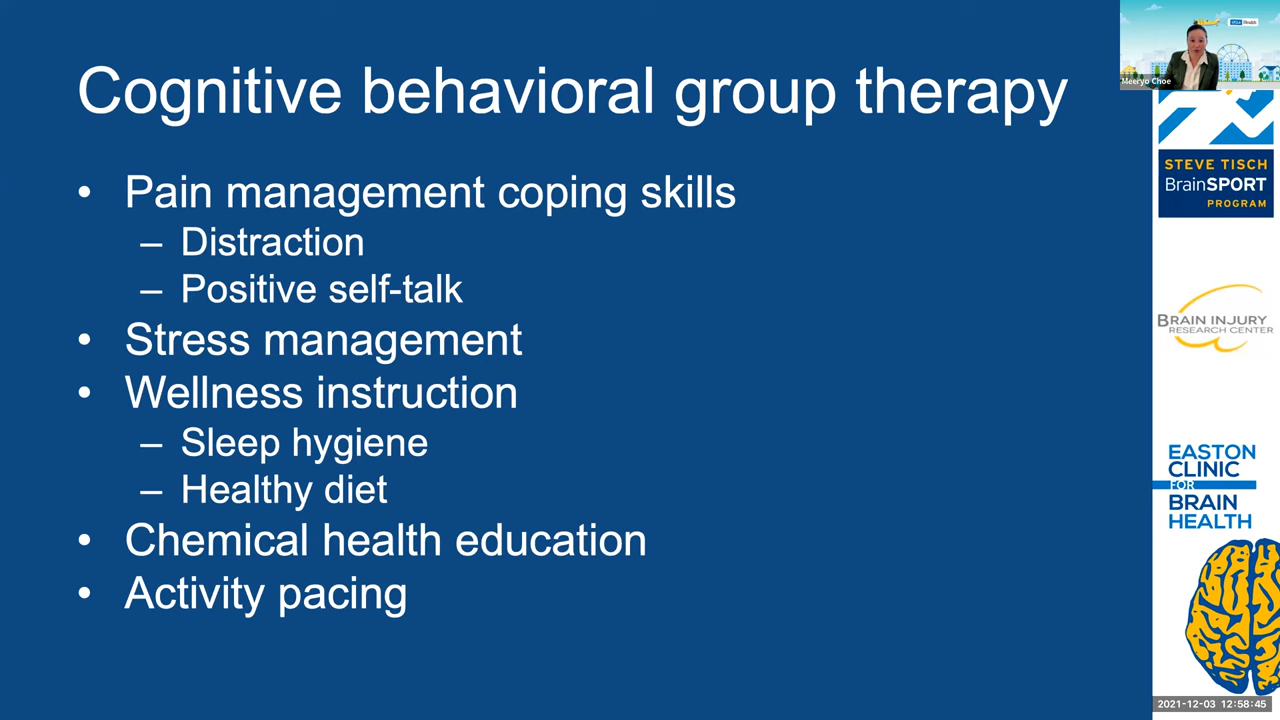 Cognitive behavioral group therapy
• Pain management coping skills
– Distraction
– Positive self-talk
• Stress management
• Wellness instruction
– Sleep hygiene
– Healthy diet
• Chemical health education
• Activity pacing
Meeryo Choe
STEVE TISCH
BrainSPORT
PROGRAM
BRAIN INJURY
RESEARCH CENTER
EASTON
CLINIC
FOR
BRAIN
HEALTH
2021-12-03 12:58:45